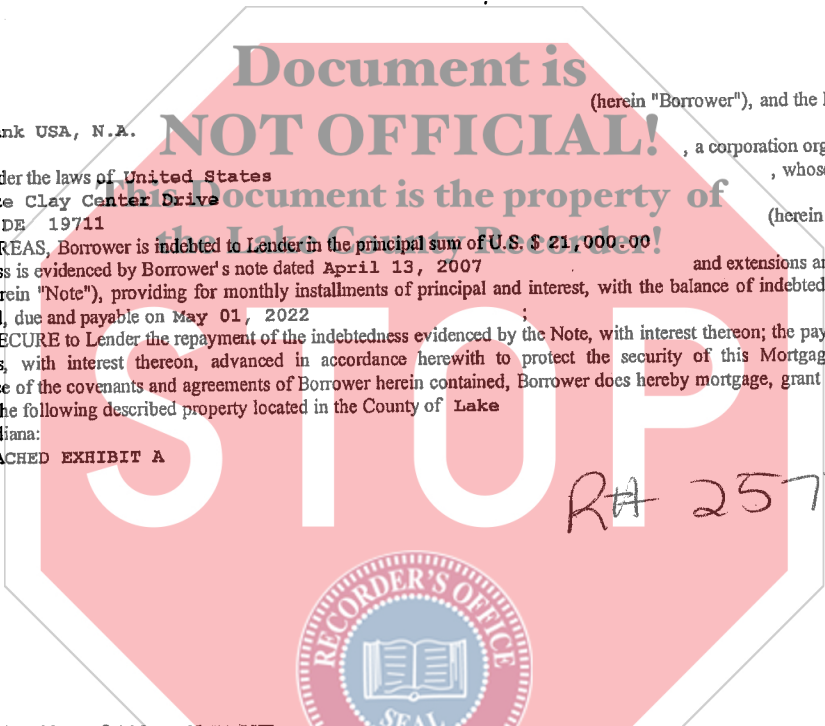 Document is
(herein "Borrower"), and the
nk USA, N.A.
NOT OFFICIAL!
, a corporation org
der the laws of United States
, whos
This Document is the property of
e Clay Center Drive
DE 19711
(herein
the Lake County Recorder!
REAS, Borrower is indebted to Lender in the principal sum of U.S. $ 21,000.00
ss is evidenced by Borrower's note dated April 13, 2007 and extensions an
rein "Note"), providing for monthly installments of principal and interest, with the balance of indebted
, due and payable on May 01, 2022 ;
ECURE to Lender the repayment of the indebtedness evidenced by the Note, with interest thereon; the pay
s, with interest thereon, advanced in accordance herewith to protect the security of this Mortgag
e of the covenants and agreements of Borrower herein contained, Borrower does hereby mortgage, grant
he following described property located in the County of Lake
diana:
ACHED EXHIBIT A
STOP
RH 257
RECORDER'S OFFICE
SEAL